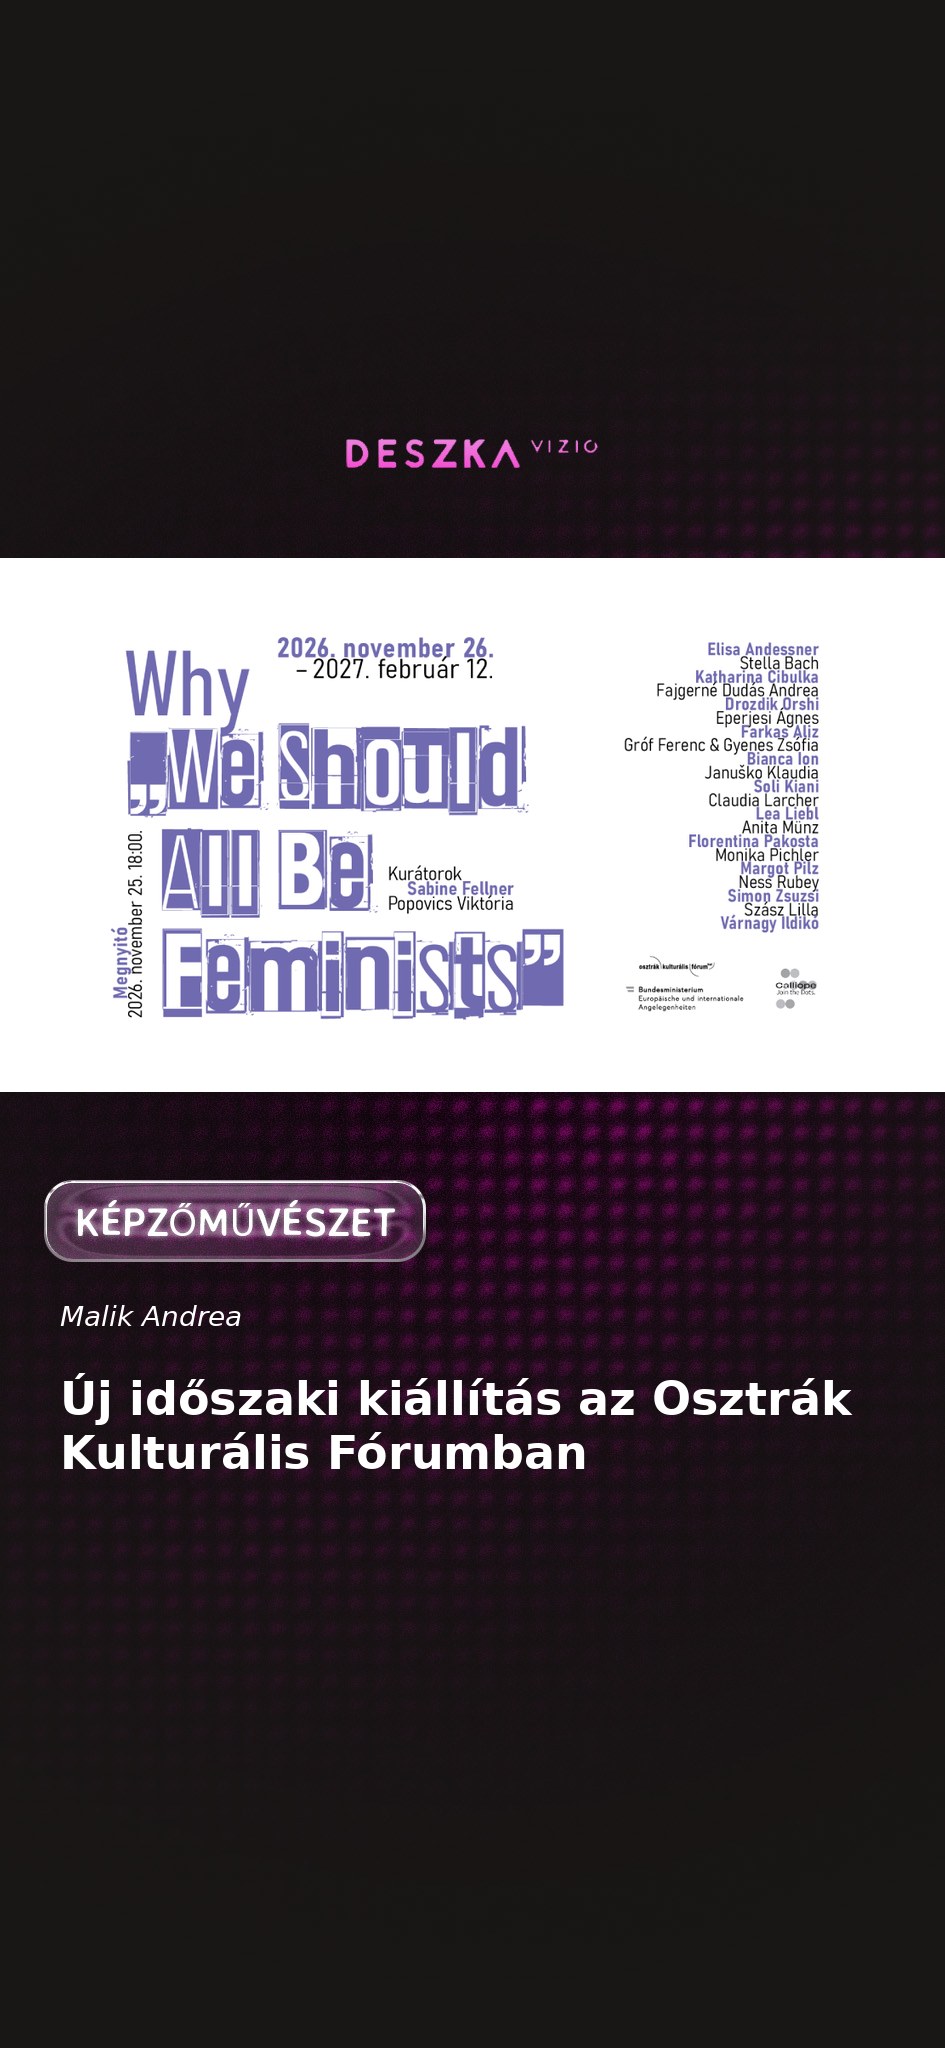 DESZKA VIZIO
Why
2026. november 26.
– 2027. február 12.
„We Should
All Be
Feminists”
Kurátorok
Sabine Fellner
Popovics Viktória
Megnyitó
2026. november 25. 18:00.
Elisa Andessner
Stella Bach
Katharina Cibulka
Fajgerné Dudás Andrea
Drozdik Orshi
Eperjesi Ágnes
Farkas Aliz
Gróf Ferenc & Gyenes Zsófia
Bianca Ion
Januško Klaudia
Soli Kiani
Claudia Larcher
Lea Liebl
Anita Münz
Florentina Pakosta
Monika Pichler
Margot Pilz
Ness Rubey
Simon Zsuzsi
Szász Lilla
Várnagy Ildikó
osztrák kulturális fórum
Bundesministerium
Europäische und internationale
Angelegenheiten
Calliope
Join the Dots.
KÉPZŐMŰVÉSZET
Malik Andrea
Új időszaki kiállítás az Osztrák
Kulturális Fórumban